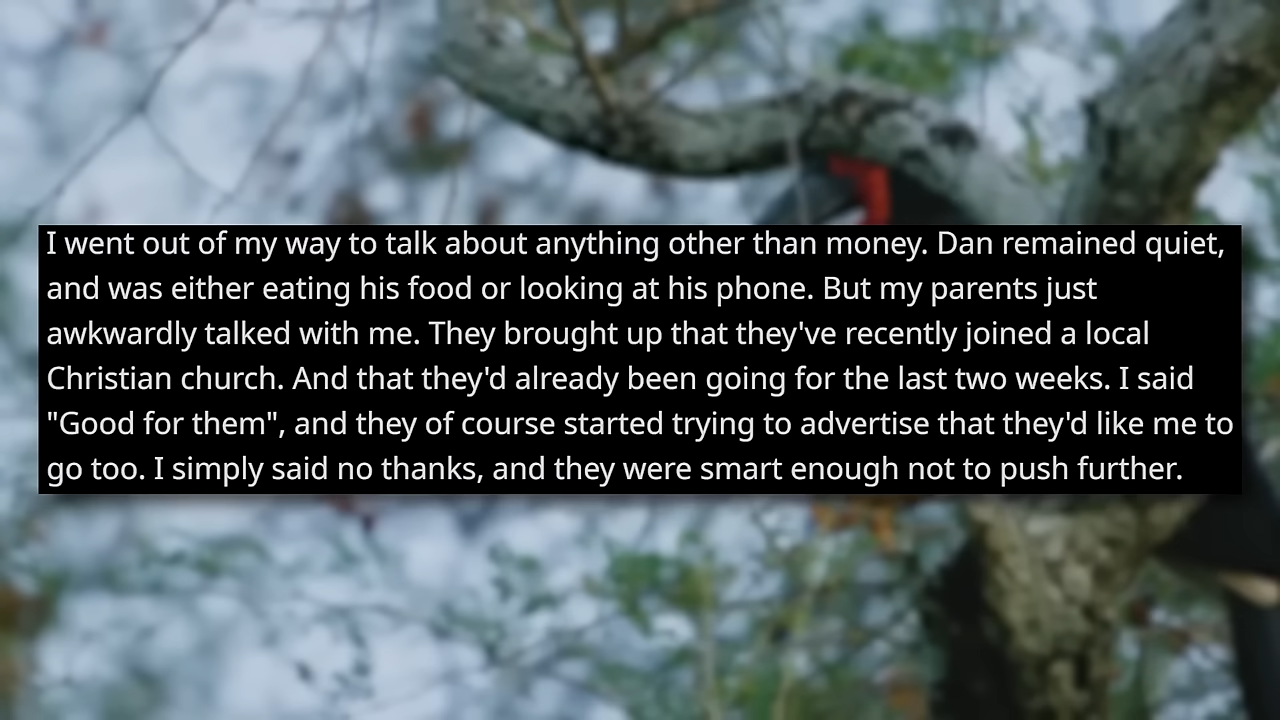 I went out of my way to talk about anything other than money. Dan remained quiet,
and was either eating his food or looking at his phone. But my parents just
awkwardly talked with me. They brought up that they've recently joined a local
Christian church. And that they'd already been going for the last two weeks. I said
"Good for them", and they of course started trying to advertise that they'd like me to
go too. I simply said no thanks, and they were smart enough not to push further.